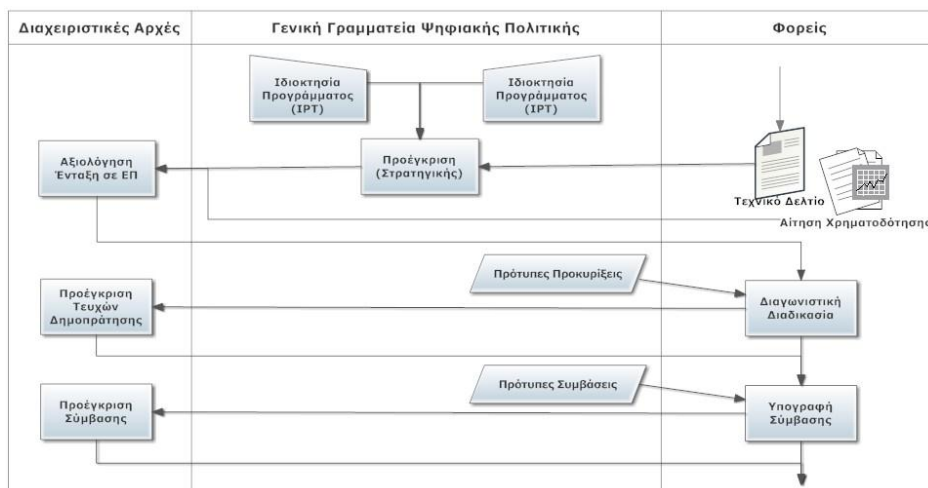 Διαχειριστικές Αρχές
Γενική Γραμματεία Ψηφιακής Πολιτικής
Φορείς
Ιδιοκτησία
Προγράμματος
(IPT)
Ιδιοκτησία
Προγράμματος
(IPT)
Αξιολόγηση
Ένταξη σε ΕΠ
Προέγκριση
(Στρατηγικής)
Τεχνικό Δελτίο
Αίτηση Χρηματοδότησης
Πρότυπες Προκυρίξεις
Προέγκριση
Τευχών
Δημοπράτησης
Διαγωνιστική
Διαδικασία
Πρότυπες Συμβάσεις
Προέγκριση
Σύμβασης
Υπογραφή
Σύμβασης